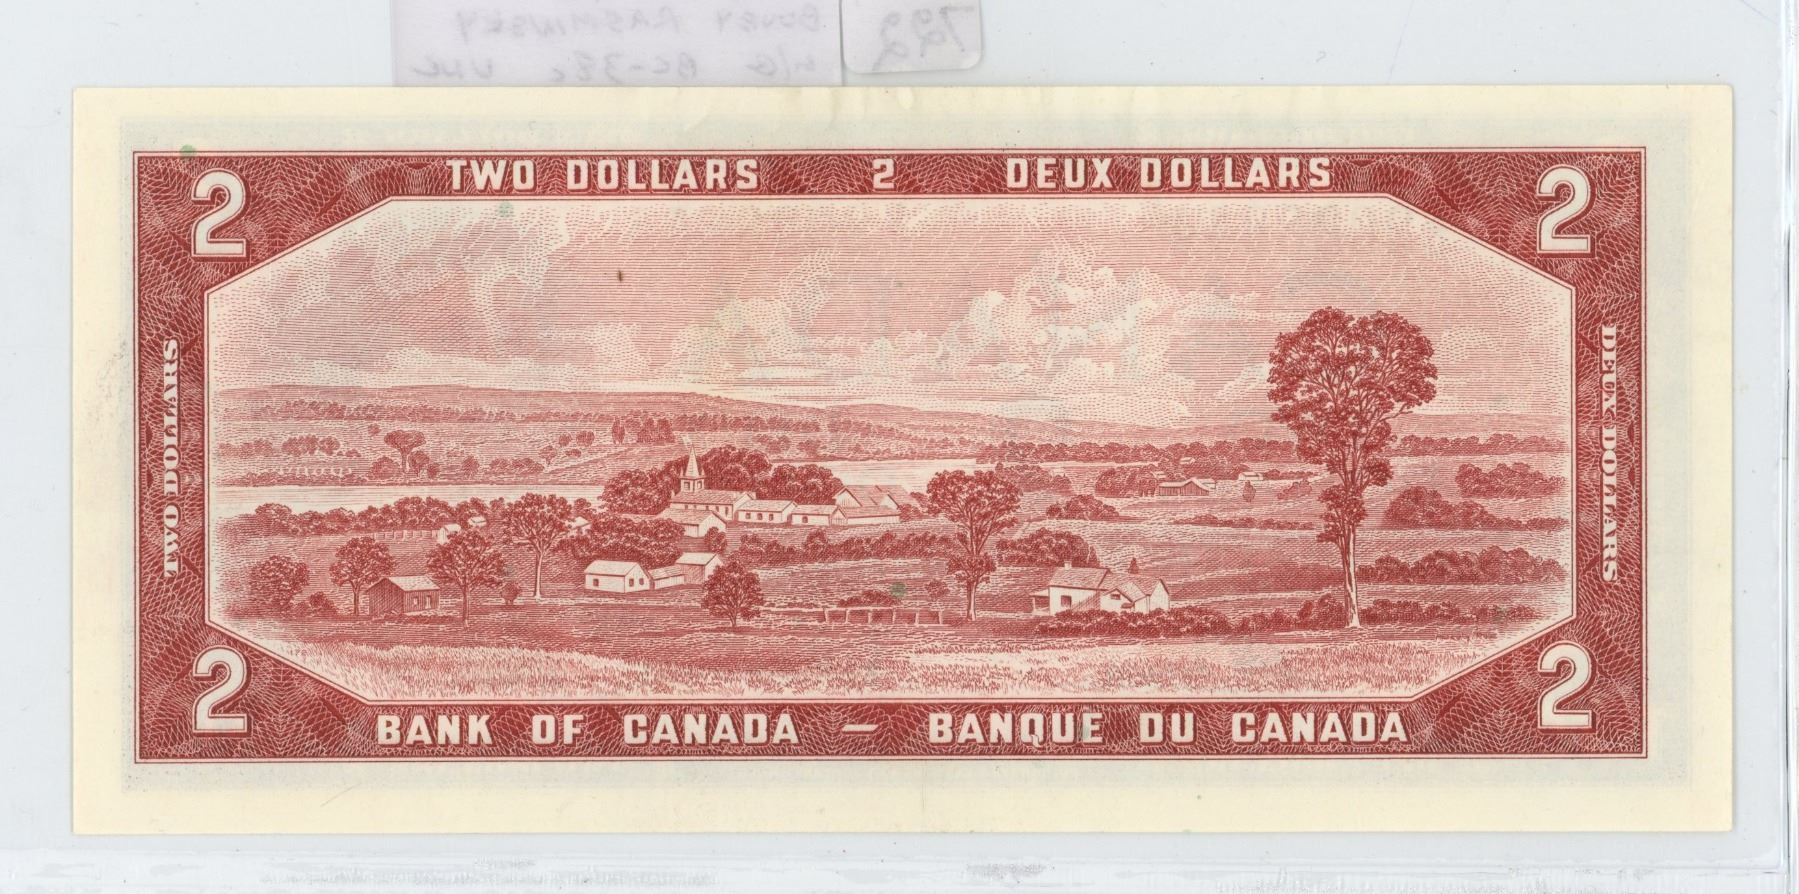 TWO DOLLARS 2 DEUX DOLLARS
2 2
TWO DOLLARS
DEUX DOLLARS
2 2
BANK OF CANADA — BANQUE DU CANADA